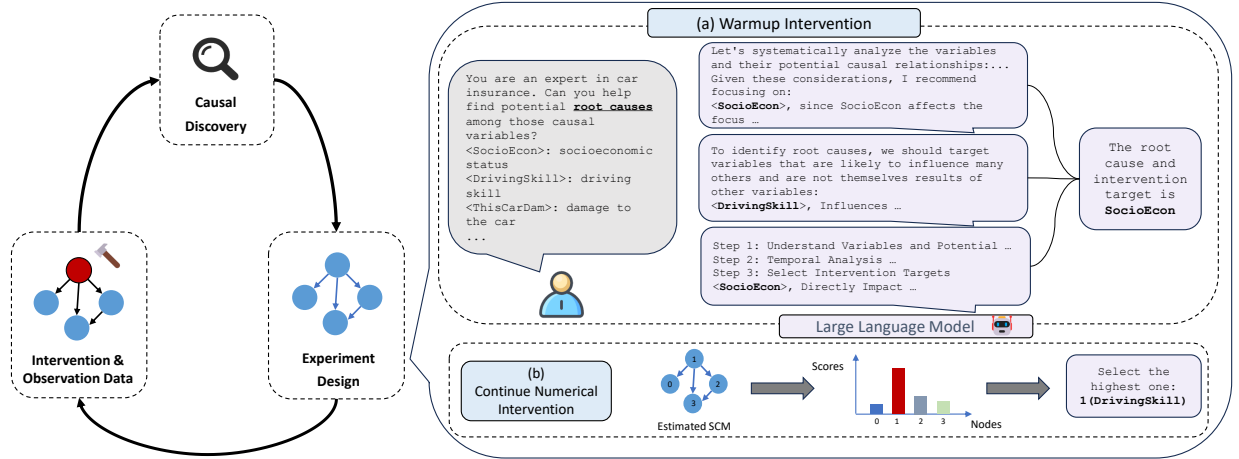 Causal
Discovery
Intervention &
Observation Data
Experiment
Design
(a) Warmup Intervention
You are an expert in car
insurance. Can you help
find potential root causes
among those causal
variables?
<SocioEcon>: socioeconomic
status
<DrivingSkill>: driving
skill
<ThisCarDam>: damage to
the car
...
Let's systematically analyze the variables
and their potential causal relationships:...
Given these considerations, I recommend
focusing on:
<SocioEcon>, since SocioEcon affects the
focus …
To identify root causes, we should target
variables that are likely to influence many
others and are not themselves results of
other variables:
<DrivingSkill>, Influences …
Step 1: Understand Variables and Potential …
Step 2: Temporal Analysis …
Step 3: Select Intervention Targets
<SocioEcon>, Directly Impact …
The root
cause and
intervention
target is
SocioEcon
Large Language Model
(b)
Continue Numerical
Intervention
1
0
2
3
Estimated SCM
Scores
0 1 2 3
Nodes
Select the
highest one:
1(DrivingSkill)